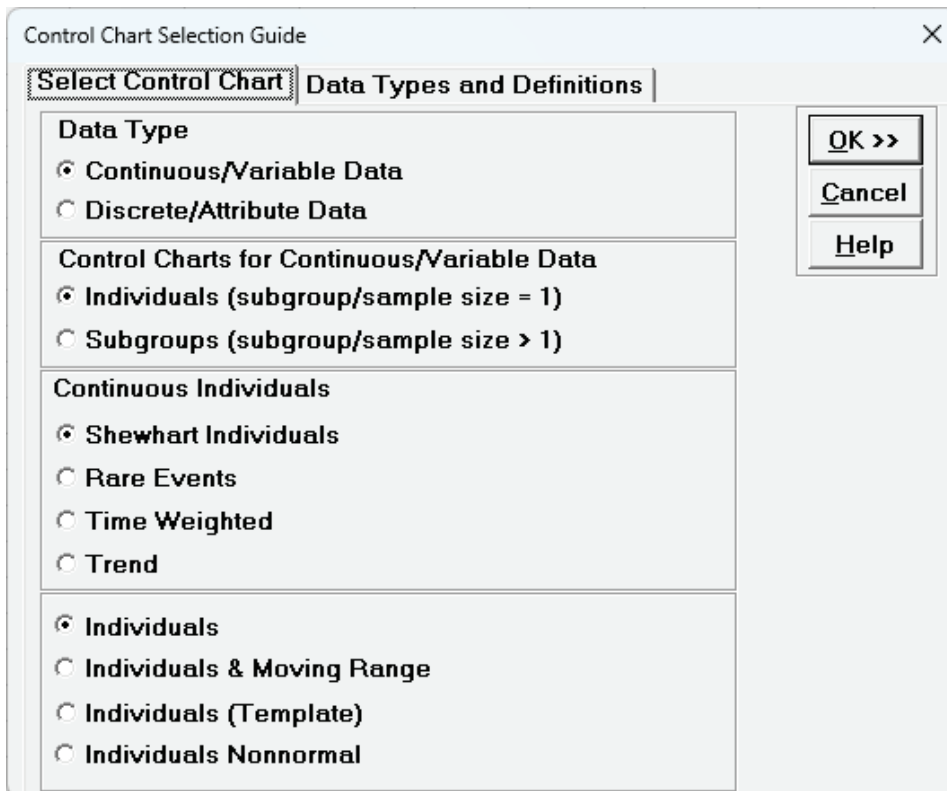 Control Chart Selection Guide
Select Control Chart
Data Types and Definitions
Data Type
Continuous/Variable Data
Discrete/Attribute Data
OK >>
Cancel
Help
Control Charts for Continuous/Variable Data
Individuals (subgroup/sample size = 1)
Subgroups (subgroup/sample size > 1)
Continuous Individuals
Shewhart Individuals
Rare Events
Time Weighted
Trend
Individuals
Individuals & Moving Range
Individuals (Template)
Individuals Nonnormal